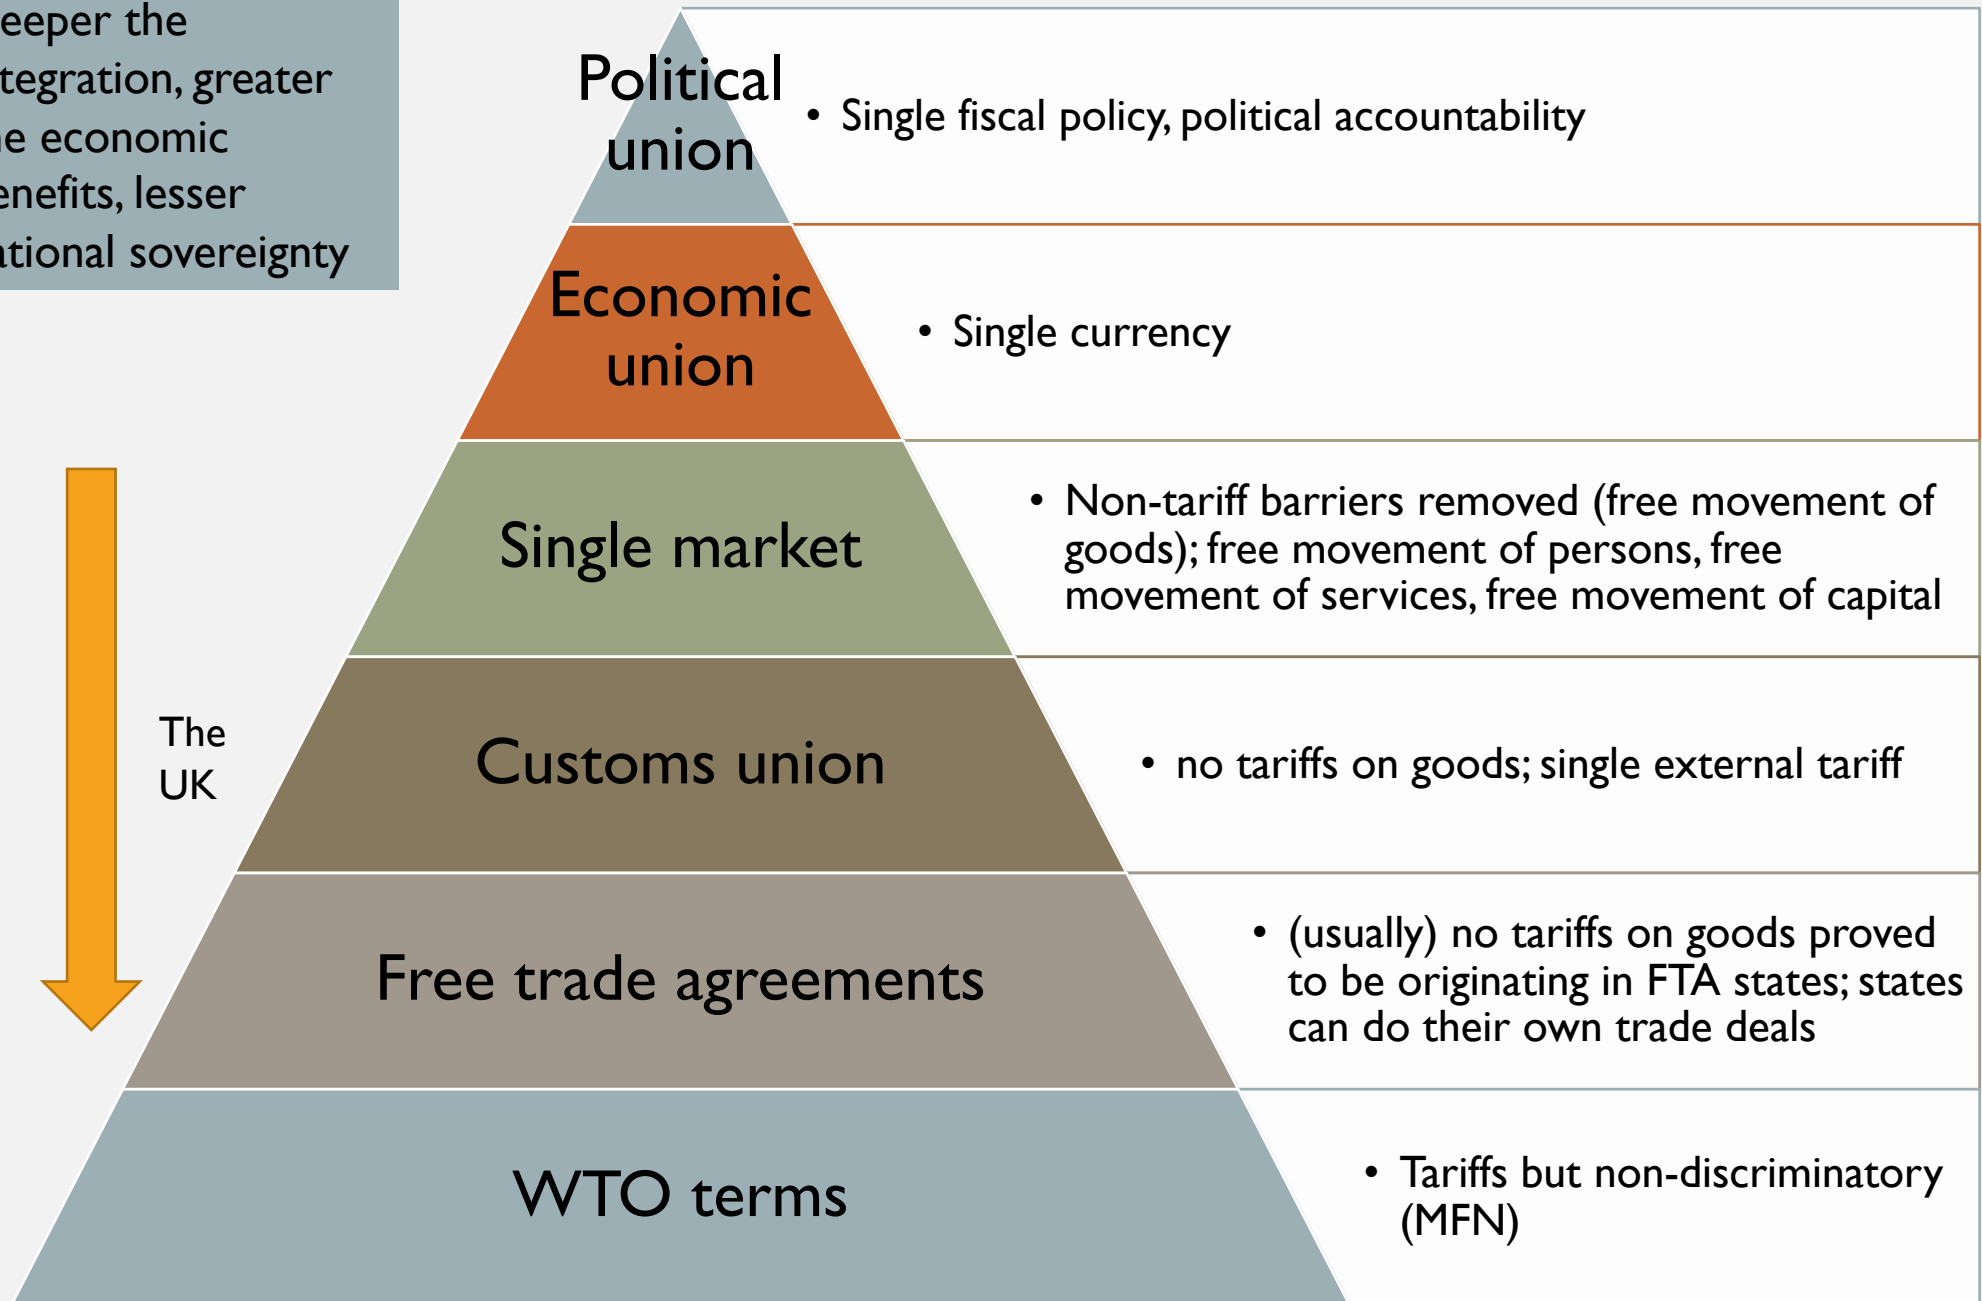 eeper the
tegration, greater
e economic
enefits, lesser
ational sovereignty
Political
union
• Single fiscal policy, political accountability
Economic
union
• Single currency
Single market
• Non-tariff barriers removed (free movement of
goods); free movement of persons, free
movement of services, free movement of capital
The
UK
Customs union
• no tariffs on goods; single external tariff
Free trade agreements
• (usually) no tariffs on goods proved
to be originating in FTA states; states
can do their own trade deals
WTO terms
• Tariffs but non-discriminatory
(MFN)